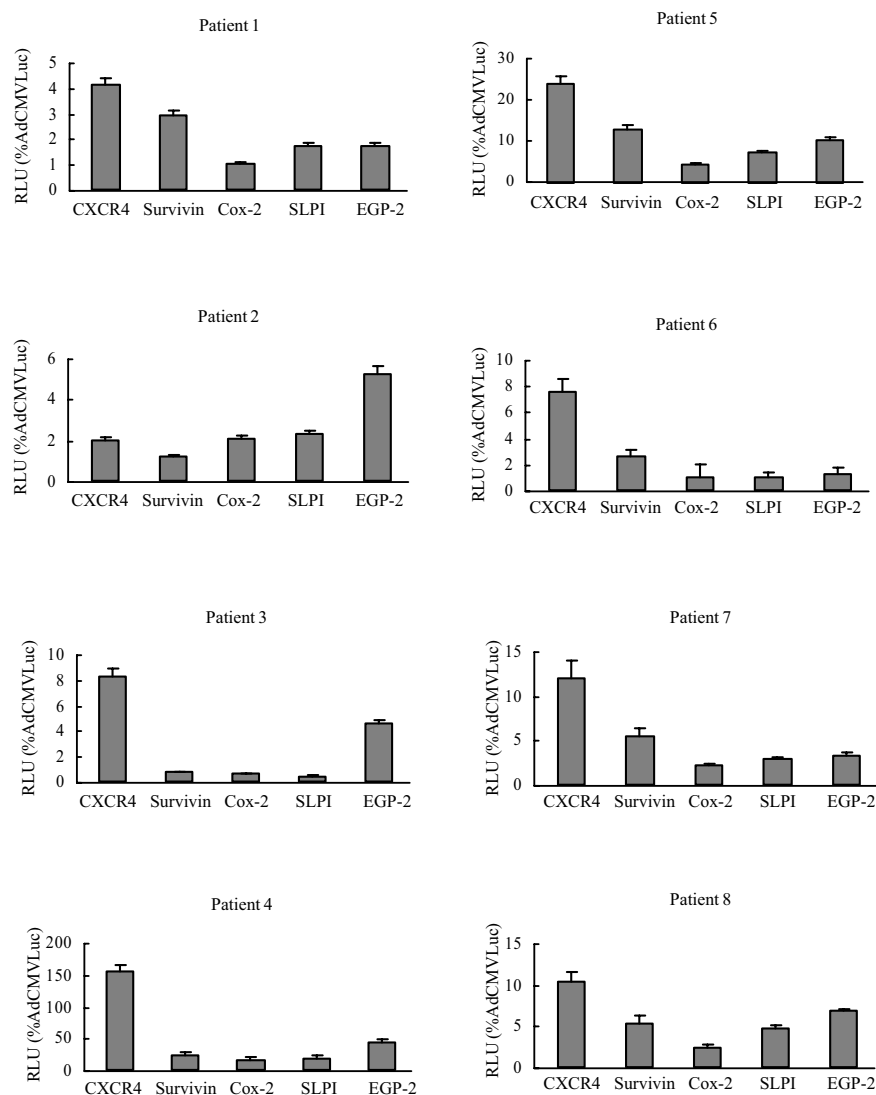 Patient 1
RLU (%AdCMVLuc)
5
4
3
2
1
0
CXCR4 Survivin Cox-2 SLPI EGP-2
Patient 2
RLU (%AdCMVLuc)
6
4
2
0
CXCR4 Survivin Cox-2 SLPI EGP-2
Patient 3
RLU (%AdCMVLuc)
10
8
6
4
2
0
CXCR4 Survivin Cox-2 SLPI EGP-2
Patient 4
RLU (%AdCMVLuc)
200
150
100
50
0
CXCR4 Survivin Cox-2 SLPI EGP-2
Patient 5
RLU (%AdCMVLuc)
30
20
10
0
CXCR4 Survivin Cox-2 SLPI EGP-2
Patient 6
RLU (%AdCMVLuc)
10
8
6
4
2
0
CXCR4 Survivin Cox-2 SLPI EGP-2
Patient 7
RLU (%AdCMVLuc)
15
10
5
0
CXCR4 Survivin Cox-2 SLPI EGP-2
Patient 8
RLU (%AdCMVLuc)
15
10
5
0
CXCR4 Survivin Cox-2 SLPI EGP-2